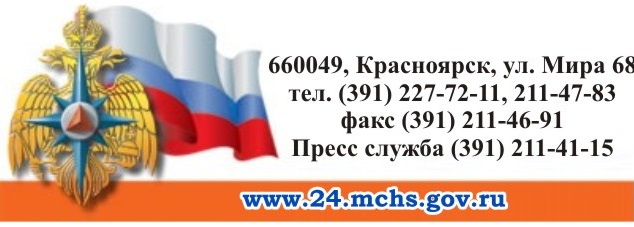 660049, Красноярск, ул. Мира 68
тел. (391) 227-72-11, 211-47-83
факс (391) 211-46-91
Пресс служба (391) 211-41-15
www.24.mchs.gov.ru